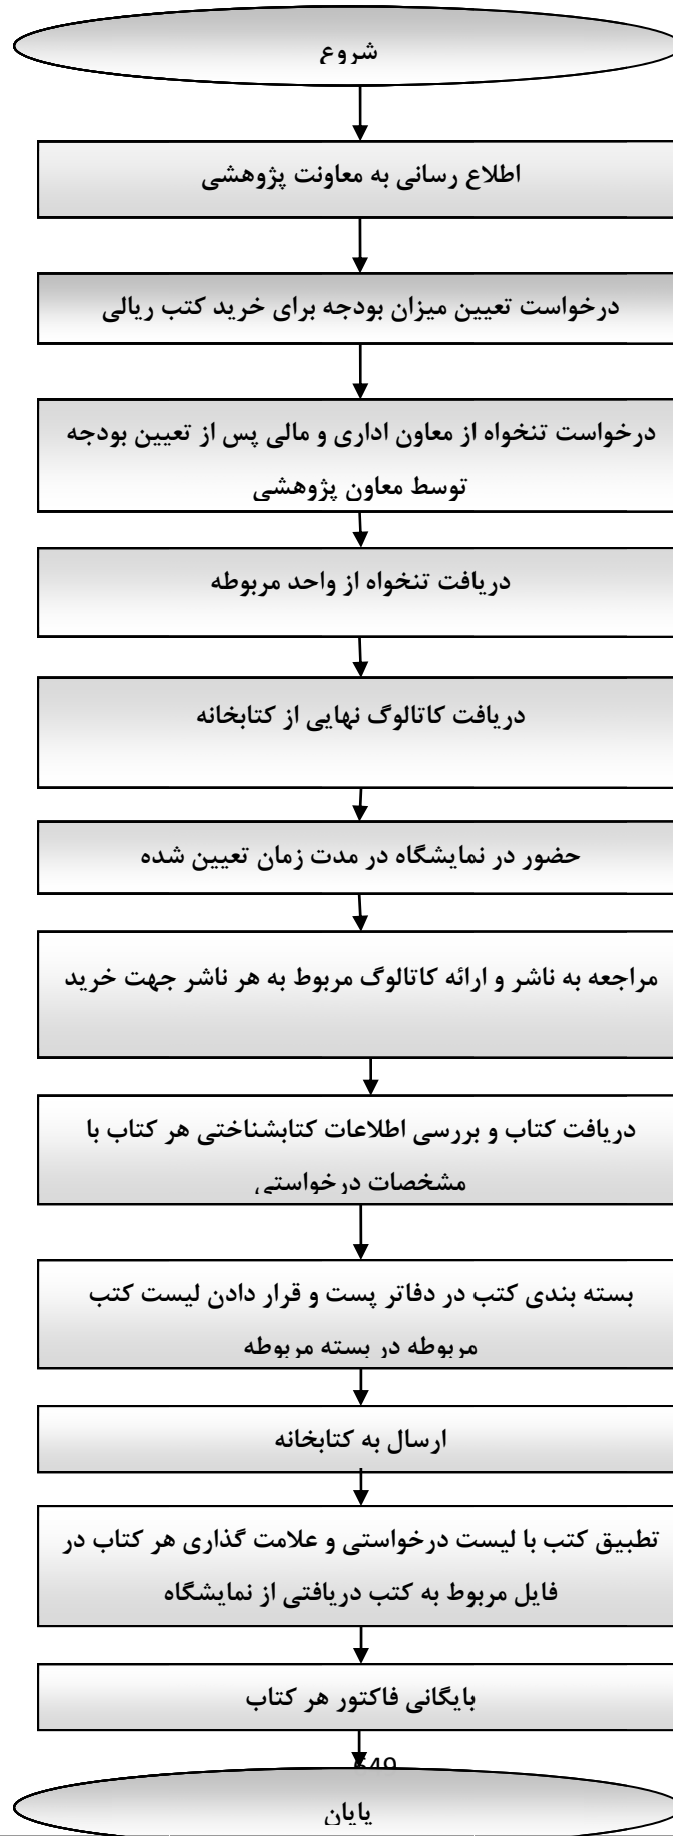 شروع
اطلاع رسانی به معاونت پژوهشی
درخواست تعیین میزان بودجه برای خرید کتب ریالی
درخواست تنخواه از معاون اداری و مالی پس از تعیین بودجه
توسط معاون پژوهشی
دریافت تنخواه از واحد مربوطه
دریافت کاتالوگ نهایی از کتابخانه
حضور در نمایشگاه در مدت زمان تعیین شده
مراجعه به ناشر و ارائه کاتالوگ مربوط به هر ناشر جهت خرید
دریافت کتاب و بررسی اطلاعات کتابشناختی هر کتاب با
مشخصات درخواستی
بسته بندی کتب در دفاتر پست و قرار دادن لیست کتب
مربوطه در بسته مربوطه
ارسال به کتابخانه
تطبیق کتب با لیست درخواستی و علامت گذاری هر کتاب در
فایل مربوط به کتب دریافتی از نمایشگاه
بایگانی فاکتور هر کتاب
649
پایان